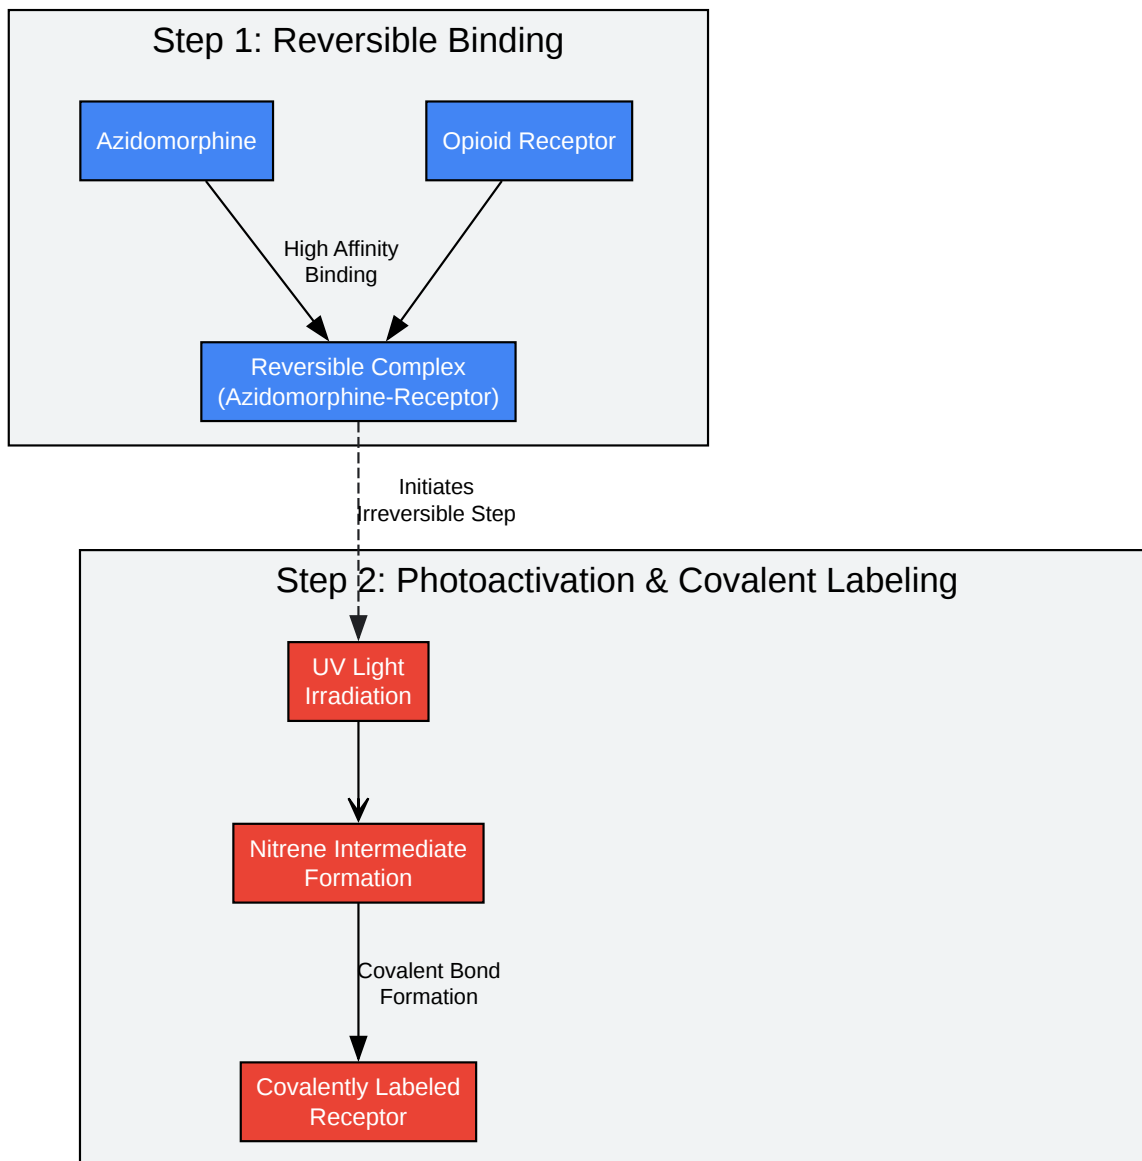 Step 1: Reversible Binding
Azidomorphine
Opioid Receptor
High Affinity
Binding
Reversible Complex
(Azidomorphine-Receptor)
Initiates
Irreversible Step
Step 2: Photoactivation & Covalent Labeling
UV Light
Irradiation
Nitrene Intermediate
Formation
Covalent Bond
Formation
Covalently Labeled
Receptor